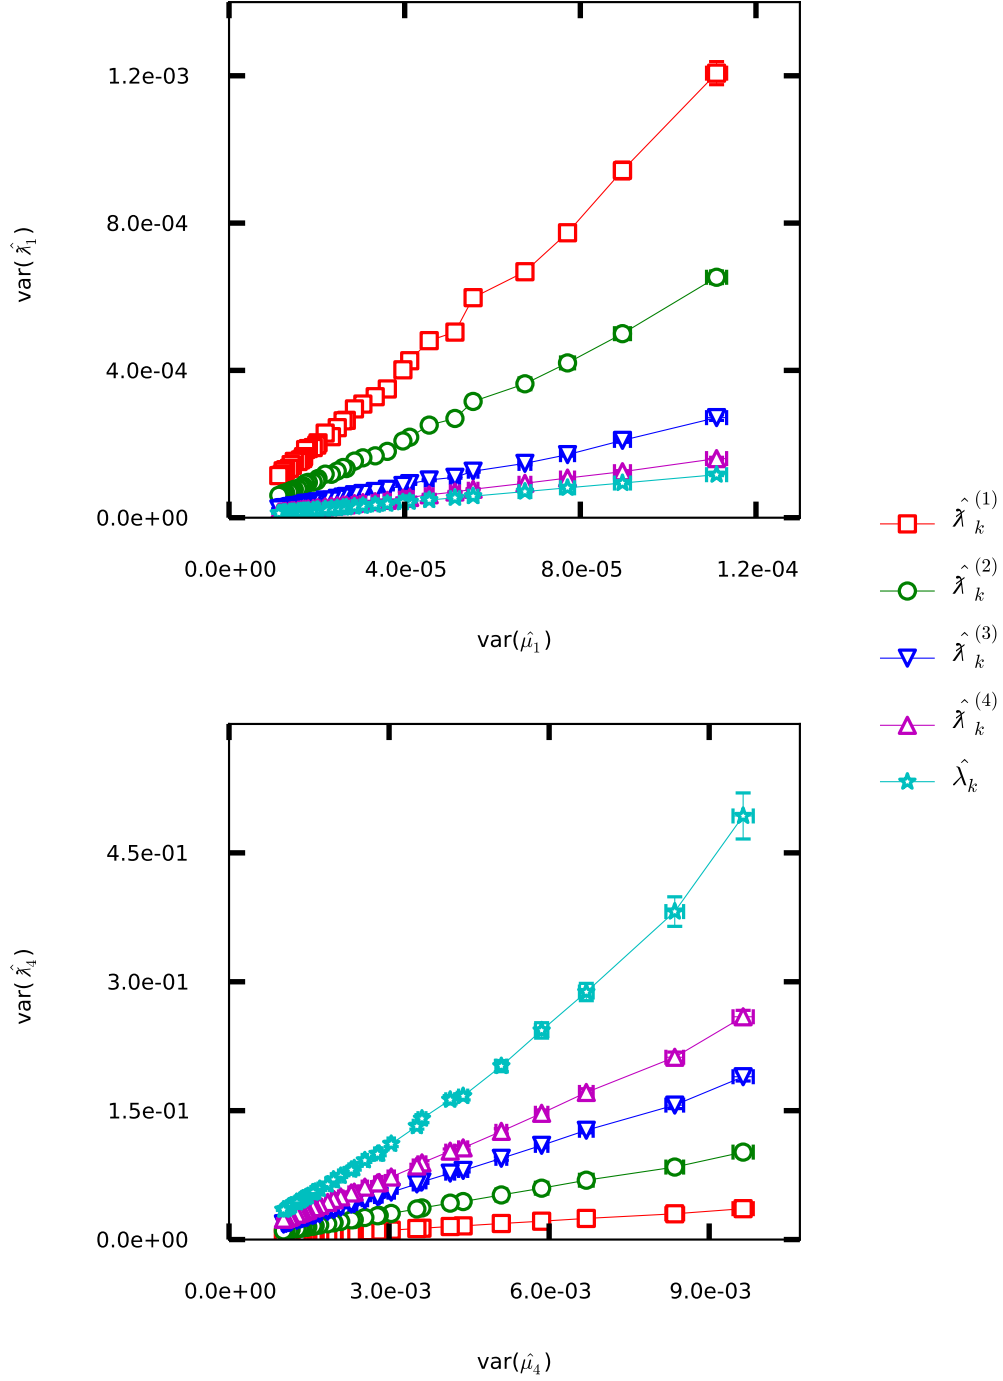 1.2e-03
8.0e-04
4.0e-04
0.0e+00
var(λ̃̂₁)
0.0e+00 4.0e-05 8.0e-05 1.2e-04
var(μ̂₁)
λ̃̂ₖ⁽¹⁾
λ̃̂ₖ⁽²⁾
λ̃̂ₖ⁽³⁾
λ̃̂ₖ⁽⁴⁾
λ̂ₖ
4.5e-01
3.0e-01
1.5e-01
0.0e+00
var(λ̃̂₄)
0.0e+00 3.0e-03 6.0e-03 9.0e-03
var(μ̂₄)